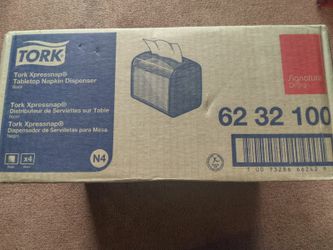 TORK
Tork Xpressnap®
Tabletop Napkin Dispenser
Black
Tork Xpressnap®
Distributeur de Serviettes sur Table
Noir
Tork Xpressnap®
Dispensador de Servilletas para Mesa
Negro
x4
N4
Signature
62 32 100